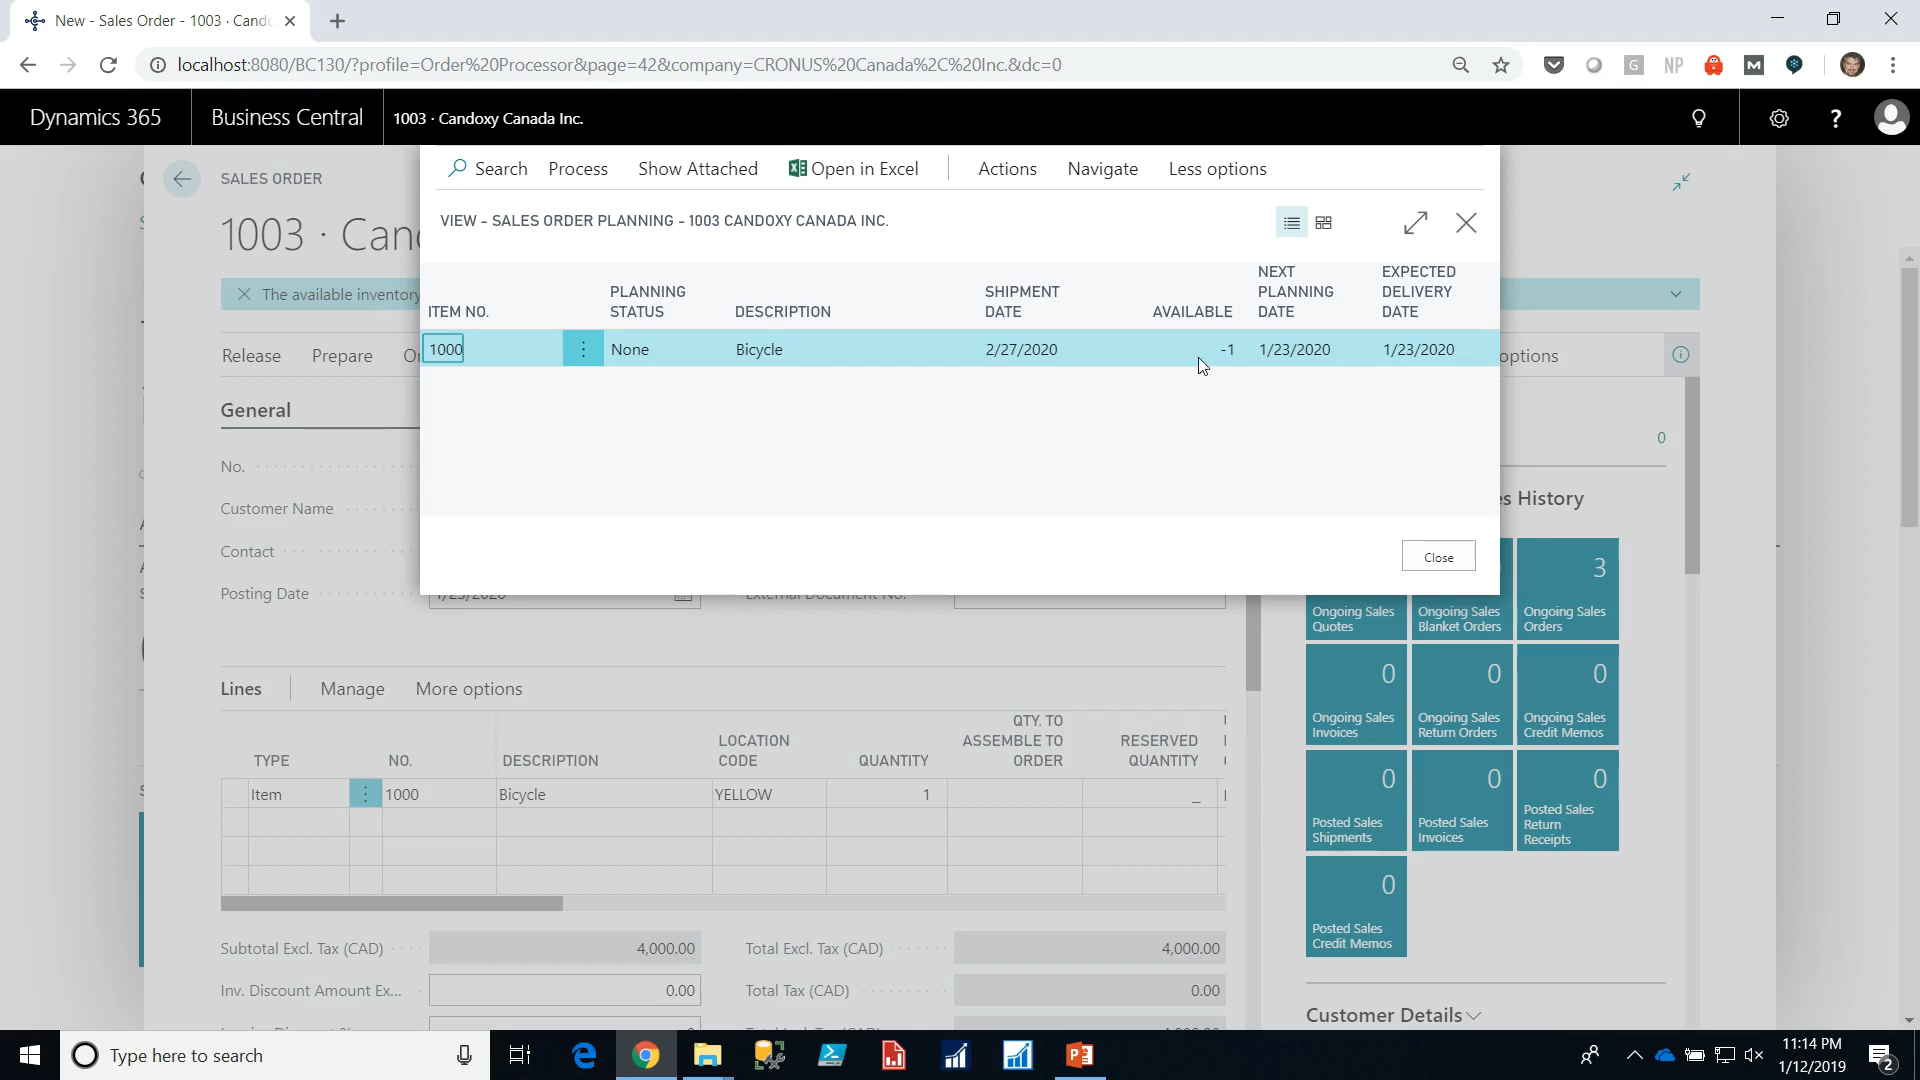 New - Sales Order - 1003 · Cando
localhost:8080/BC130/?profile=Order%20Processor&page=42&company=CRONUS%20Canada%2C%20Inc.&dc=0
Dynamics 365
Business Central
1003 · Candoxy Canada Inc.
SALES ORDER
1003 · Can
The available inventory
Release
Prepare
options
Search
Process
Show Attached
Open in Excel
Actions
Navigate
Less options
VIEW - SALES ORDER PLANNING - 1003 CANDOXY CANADA INC.
ITEM NO.
PLANNING
STATUS
DESCRIPTION
SHIPMENT
DATE
AVAILABLE
NEXT
PLANNING
DATE
EXPECTED
DELIVERY
DATE
1000
None
Bicycle
2/27/2020
-1
1/23/2020
1/23/2020
Close
General
No.
Customer Name
Contact
Posting Date
1/23/2020
External Document No.
Lines
Manage
More options
TYPE
NO.
DESCRIPTION
LOCATION
CODE
QUANTITY
QTY. TO
ASSEMBLE TO
ORDER
RESERVED
QUANTITY
Item
1000
Bicycle
YELLOW
1
_
Subtotal Excl. Tax (CAD)
4,000.00
Total Excl. Tax (CAD)
4,000.00
Inv. Discount Amount Ex...
0.00
Total Tax (CAD)
0.00
0
es History
Ongoing Sales
Quotes
Ongoing Sales
Blanket Orders
3
Ongoing Sales
Orders
0
Ongoing Sales
Invoices
0
Ongoing Sales
Return Orders
0
Ongoing Sales
Credit Memos
0
Posted Sales
Shipments
0
Posted Sales
Invoices
0
Posted Sales
Return
Receipts
0
Posted Sales
Credit Memos
Customer Details
Type here to search
11:14 PM
1/12/2019
2